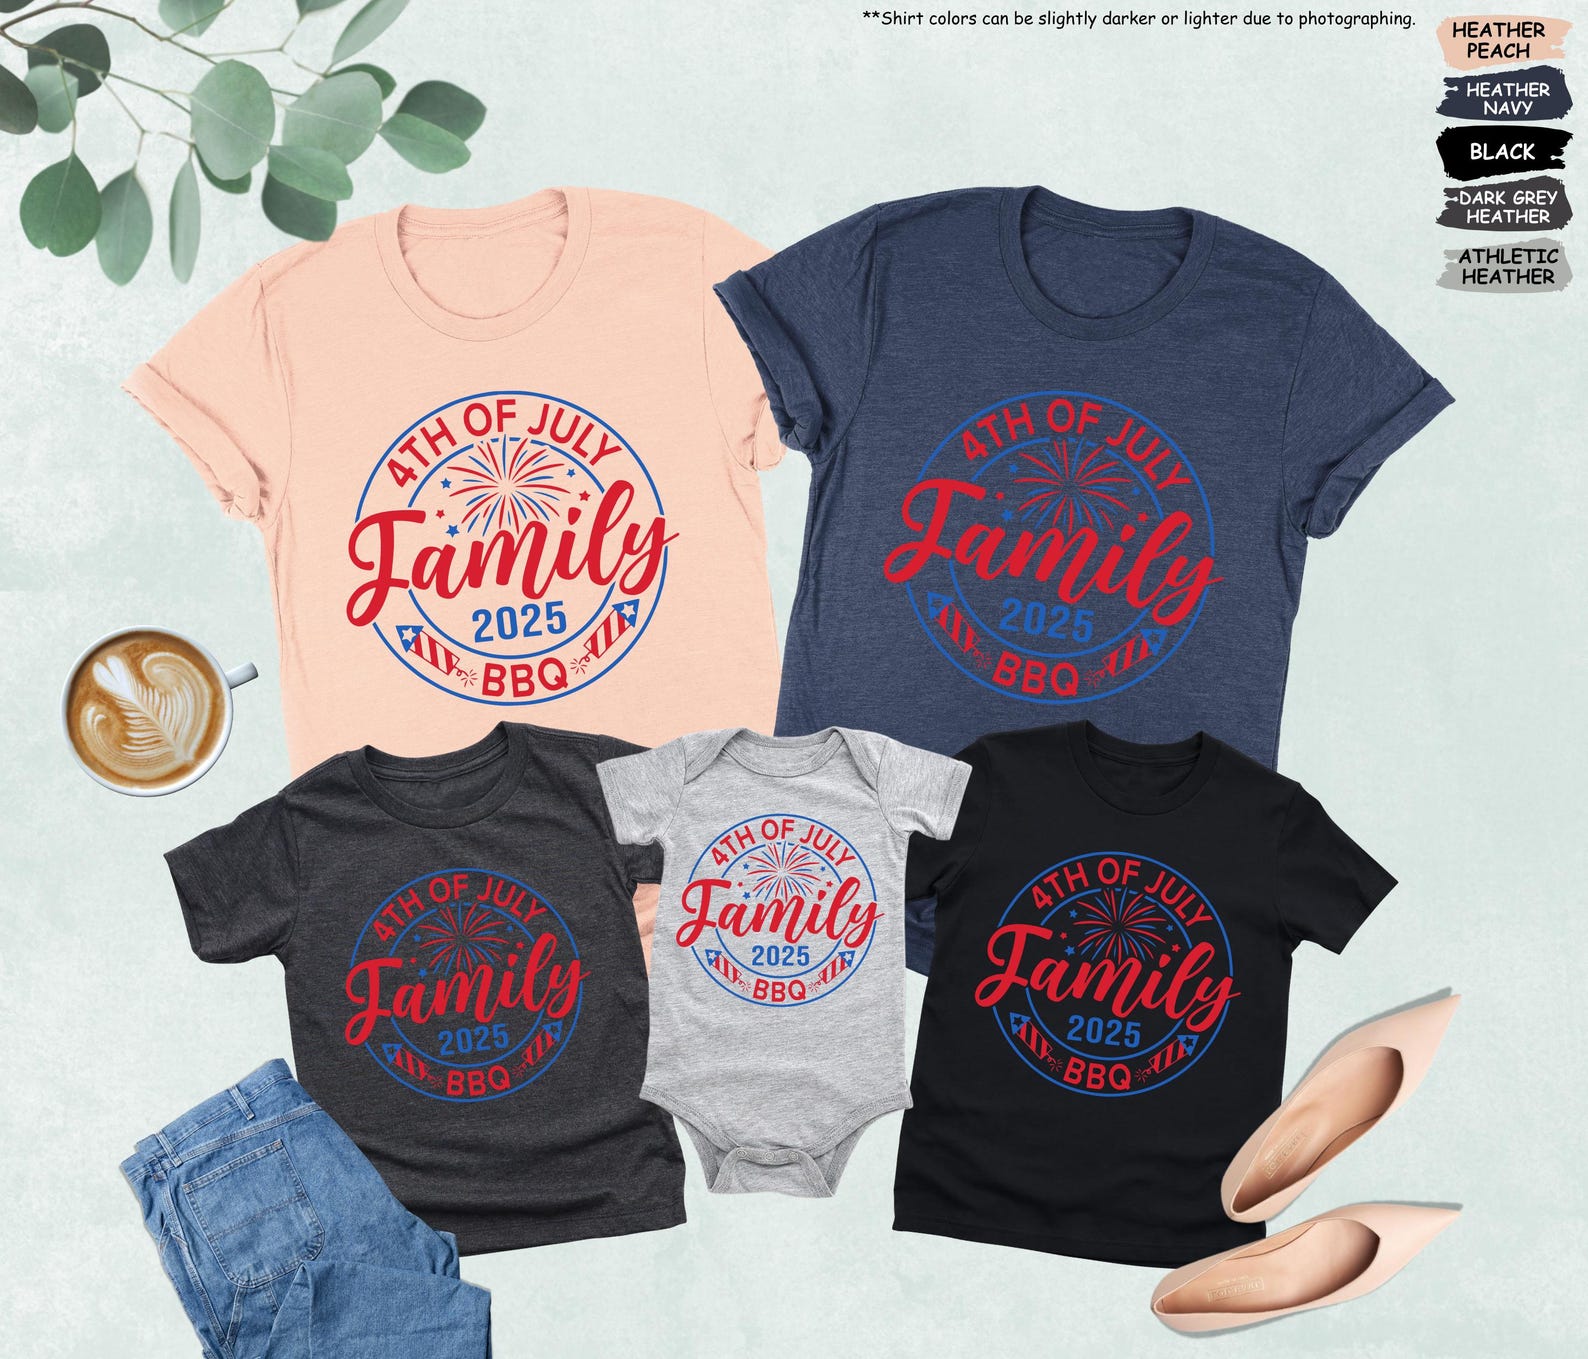 **Shirt colors can be slightly darker or lighter due to photographing.
HEATHER
PEACH
HEATHER
NAVY
BLACK
DARK GREY
HEATHER
ATHLETIC
HEATHER
4TH OF JULY
Family
2025
BBQ
4TH OF JULY
Family
2025
BBQ
4TH OF JULY
Family
2025
BBQ
4TH OF JULY
Family
2025
BBQ
4TH OF JULY
Family
2025
BBQ